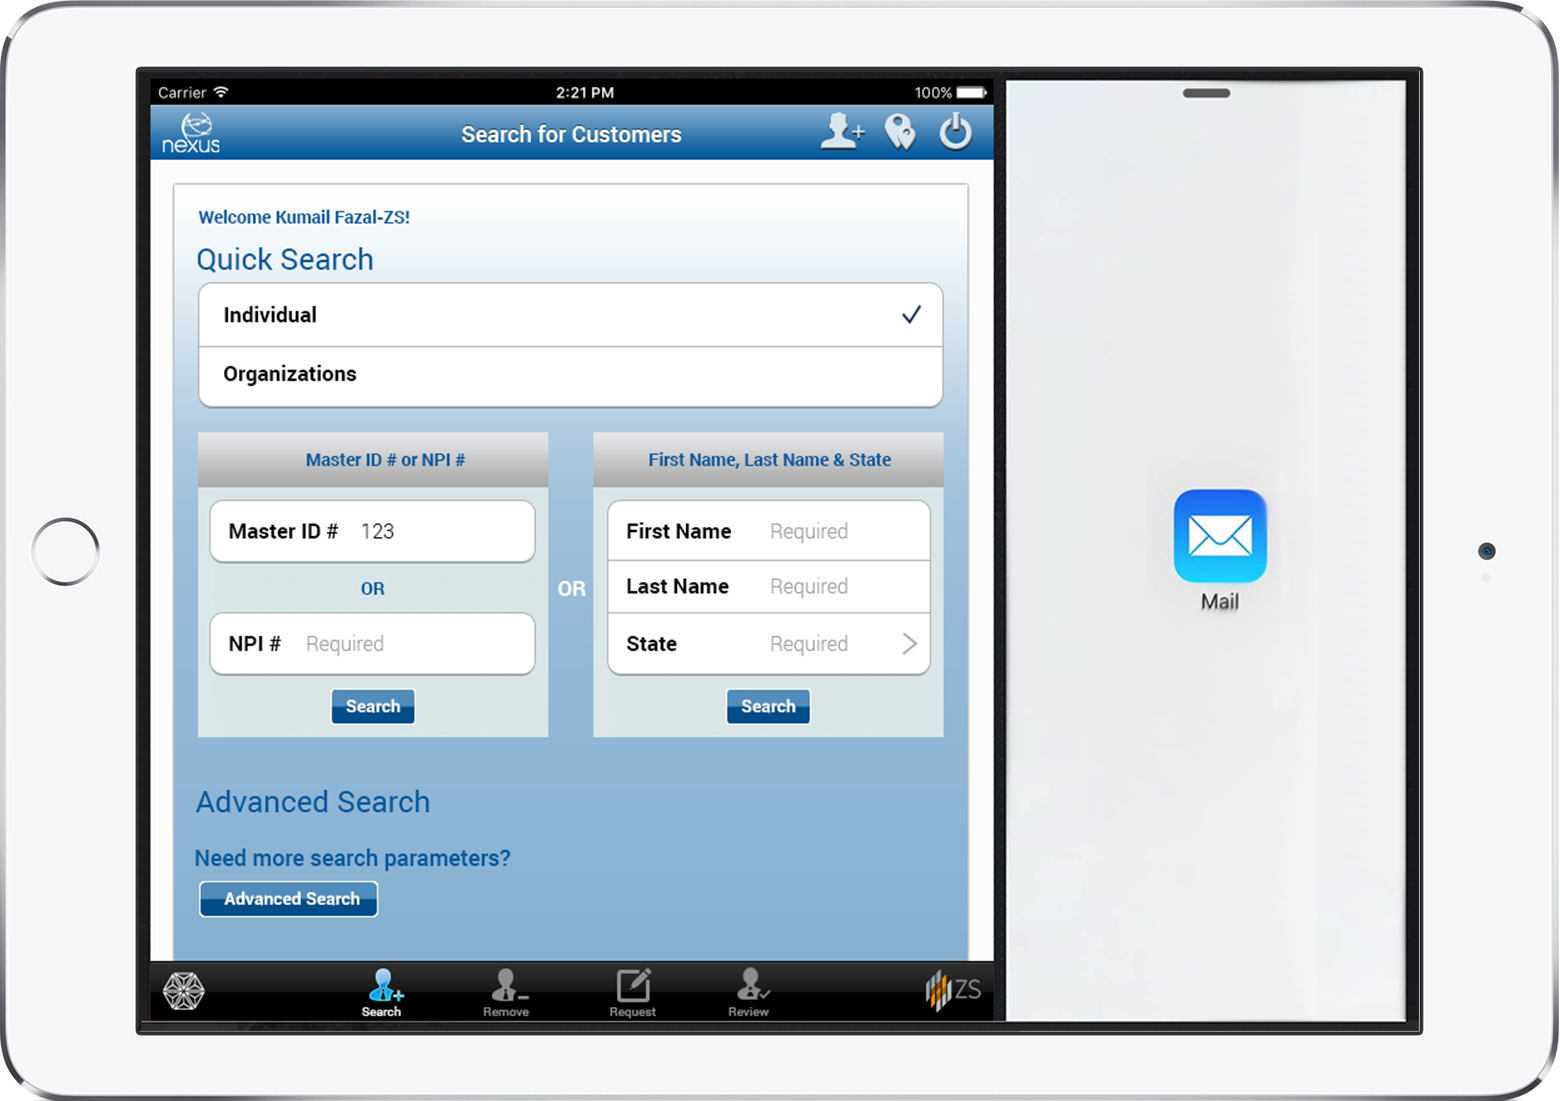 Carrier 2:21 PM 100%
nexus Search for Customers
Welcome Kumail Fazal-ZS!
Quick Search
Individual
Organizations
Master ID # or NPI #
Master ID # 123
OR
NPI # Required
Search
OR
First Name, Last Name & State
First Name Required
Last Name Required
State Required
Search
Advanced Search
Need more search parameters?
Advanced Search
Search Remove Request Review ZS
Mail